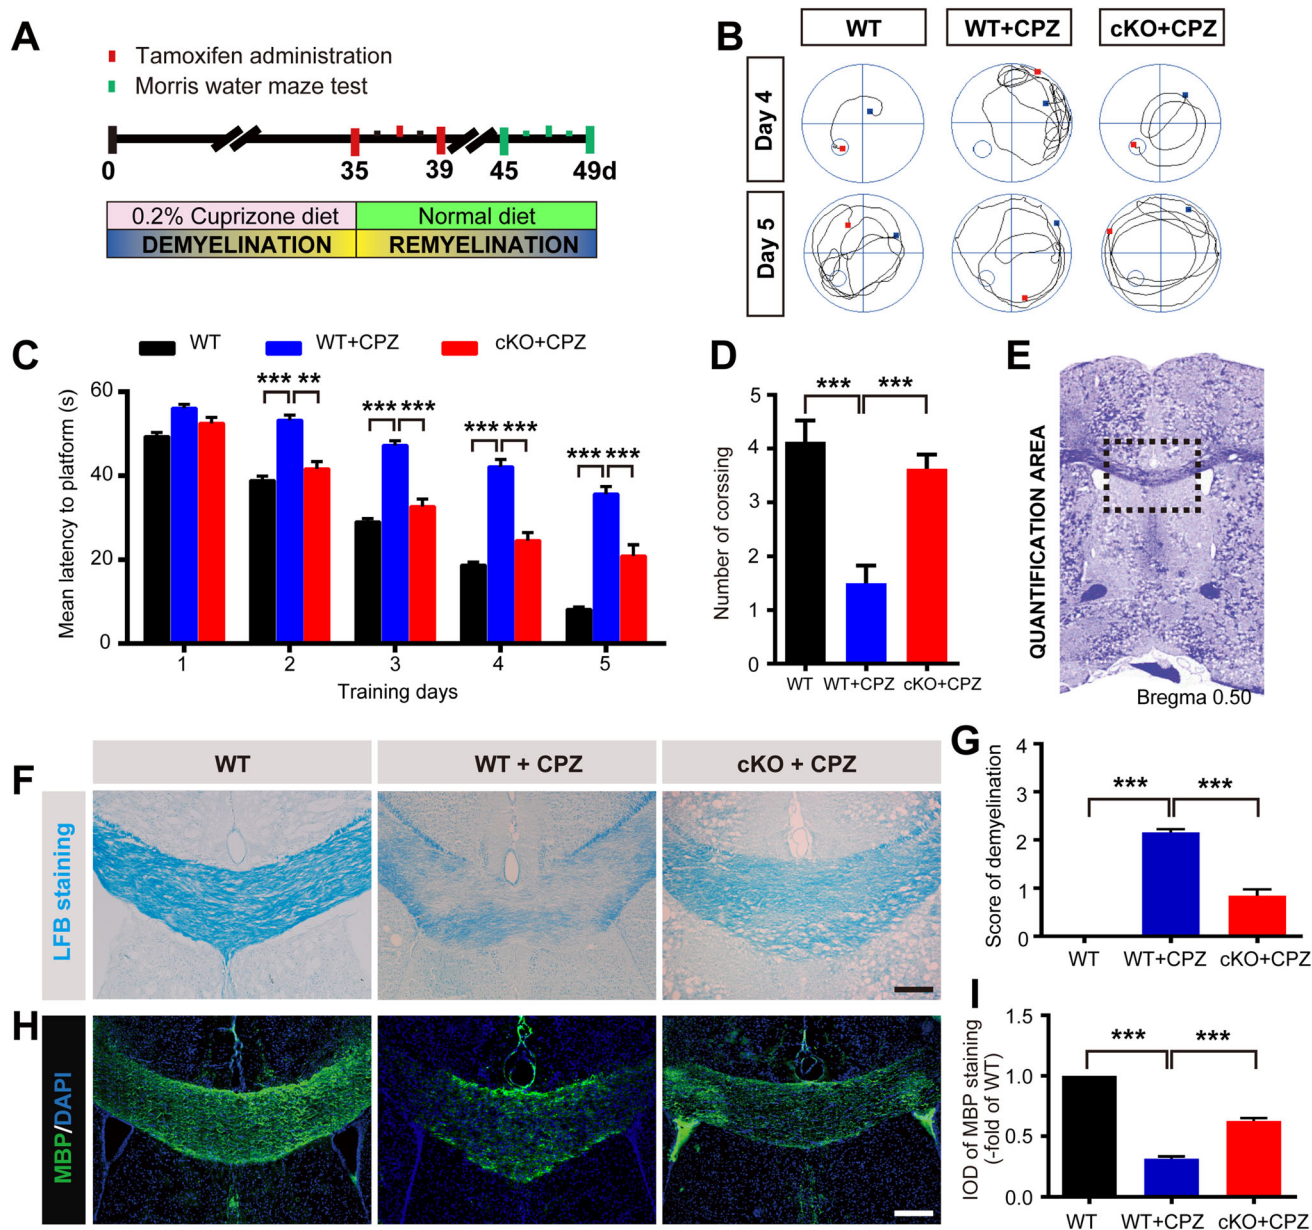 A
Tamoxifen administration
Morris water maze test
0
35
39
45
49d
0.2% Cuprizone diet
Normal diet
DEMYELINATION
REMYELINATION
B
WT
WT+CPZ
cKO+CPZ
Day 4
Day 5
C
WT
WT+CPZ
cKO+CPZ
Mean latency to platform (s)
60
40
20
0
*** **
*** ***
*** ***
*** ***
1 2 3 4 5
Training days
D
Number of corssing
5
4
3
2
1
0
*** ***
WT WT+CPZ cKO+CPZ
E
QUANTIFICATION AREA
Bregma 0.50
F
WT
WT + CPZ
cKO + CPZ
LFB staining
G
Score of demyelination
4
3
2
1
0
*** ***
WT WT+CPZ cKO+CPZ
H
MBP/DAPI
I
IOD of MBP staining
(-fold of WT)
1.5
1.0
0.5
0.0
*** ***
WT WT+CPZ cKO+CPZ